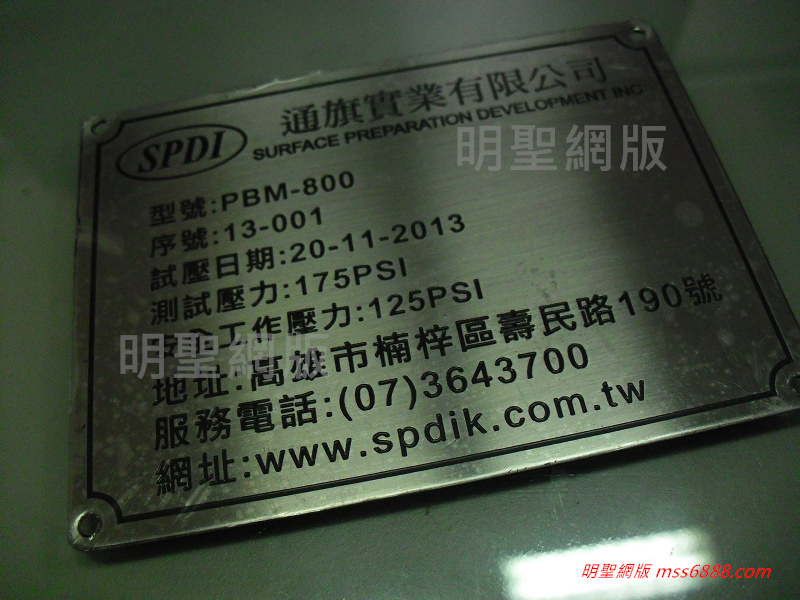 通旗實業有限公司
SPDI
SURFACE PREPARATION DEVELOPMENT INC
明聖網版
型號:PBM-800
序號:13-001
試壓日期:20-11-2013
測試壓力:175PSI
安全工作壓力:125PSI
明聖網版
地址:高雄市楠梓區壽民路190號
服務電話:(07)3643700
網址:www.spdik.com.tw
明聖網版 mss6888.com